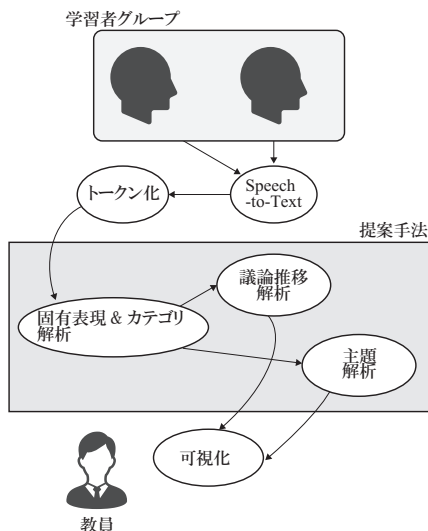 学習者グループ
Speech
-to-Text
トークン化
提案手法
議論推移
解析
固有表現 & カテゴリ
解析
主題
解析
可視化
教員